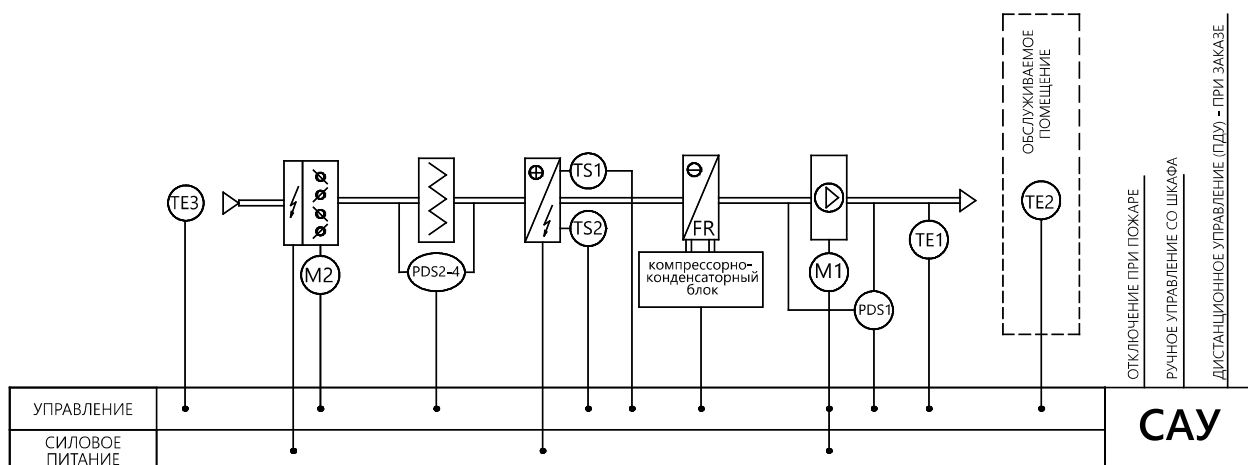 ОБСЛУЖИВАЕМОЕ
ПОМЕЩЕНИЕ
ОТКЛЮЧЕНИЕ ПРИ ПОЖАРЕ
РУЧНОЕ УПРАВЛЕНИЕ СО ШКАФА
ДИСТАНЦИОННОЕ УПРАВЛЕНИЕ (ПДУ) - ПРИ ЗАКАЗЕ
TE3
M2
PDS2-4
TS1
TS2
FR
компрессорно-
конденсаторный
блок
M1
PDS1
TE1
TE2
УПРАВЛЕНИЕ
СИЛОВОЕ
ПИТАНИЕ
САУ